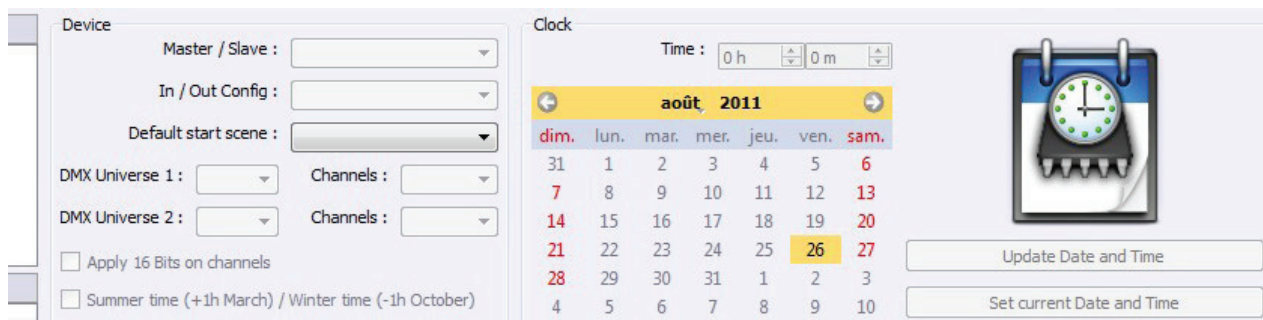 Device
Master / Slave :
In / Out Config :
Default start scene :
DMX Universe 1 : Channels :
DMX Universe 2 : Channels :
Apply 16 Bits on channels
Summer time (+1h March) / Winter time (-1h October)
Clock
Time : 0 h 0 m
août 2011
dim. lun. mar. mer. jeu. ven. sam.
31 1 2 3 4 5 6
7 8 9 10 11 12 13
14 15 16 17 18 19 20
21 22 23 24 25 26 27
28 29 30 31 1 2 3
4 5 6 7 8 9 10
Update Date and Time
Set current Date and Time